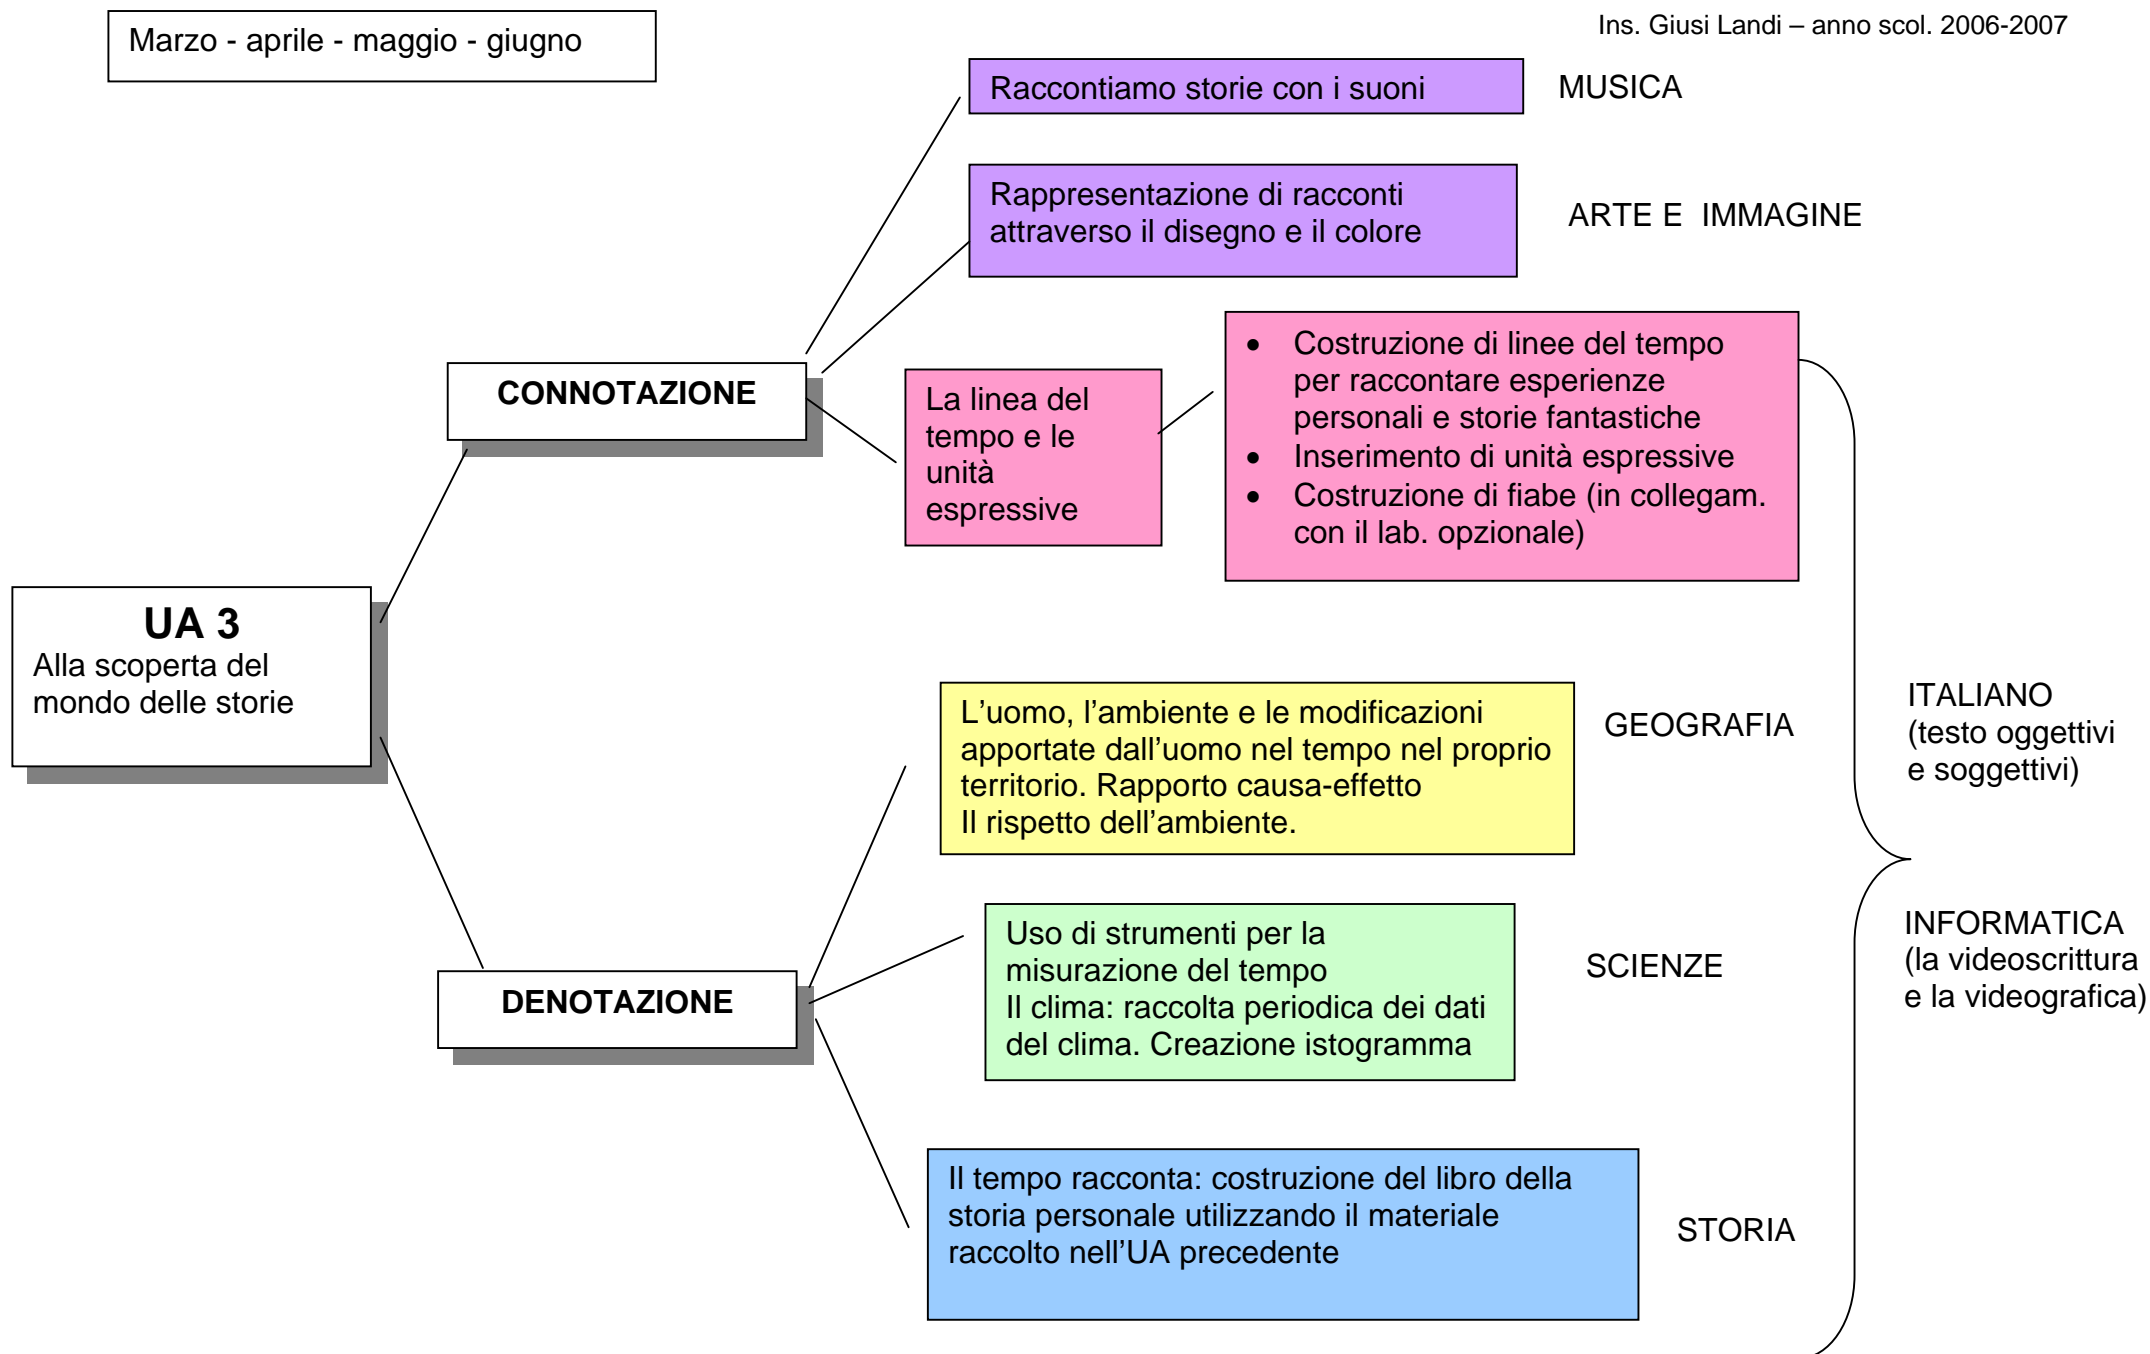 Marzo - aprile - maggio - giugno
Ins. Giusi Landi – anno scol. 2006-2007
Raccontiamo storie con i suoni
MUSICA
Rappresentazione di racconti
attraverso il disegno e il colore
ARTE E  IMMAGINE
CONNOTAZIONE
La linea del
tempo e le
unità
espressive
• Costruzione di linee del tempo
per raccontare esperienze
personali e storie fantastiche
• Inserimento di unità espressive
• Costruzione di fiabe (in collegam.
con il lab. opzionale)
UA 3
Alla scoperta del
mondo delle storie
L’uomo, l’ambiente e le modificazioni
apportate dall’uomo nel tempo nel proprio
territorio. Rapporto causa-effetto
Il rispetto dell’ambiente.
GEOGRAFIA
ITALIANO
(testo oggettivi
e soggettivi)
DENOTAZIONE
Uso di strumenti per la
misurazione del tempo
Il clima: raccolta periodica dei dati
del clima. Creazione istogramma
SCIENZE
INFORMATICA
(la videoscrittura
e la videografica)
Il tempo racconta: costruzione del libro della
storia personale utilizzando il materiale
raccolto nell’UA precedente
STORIA